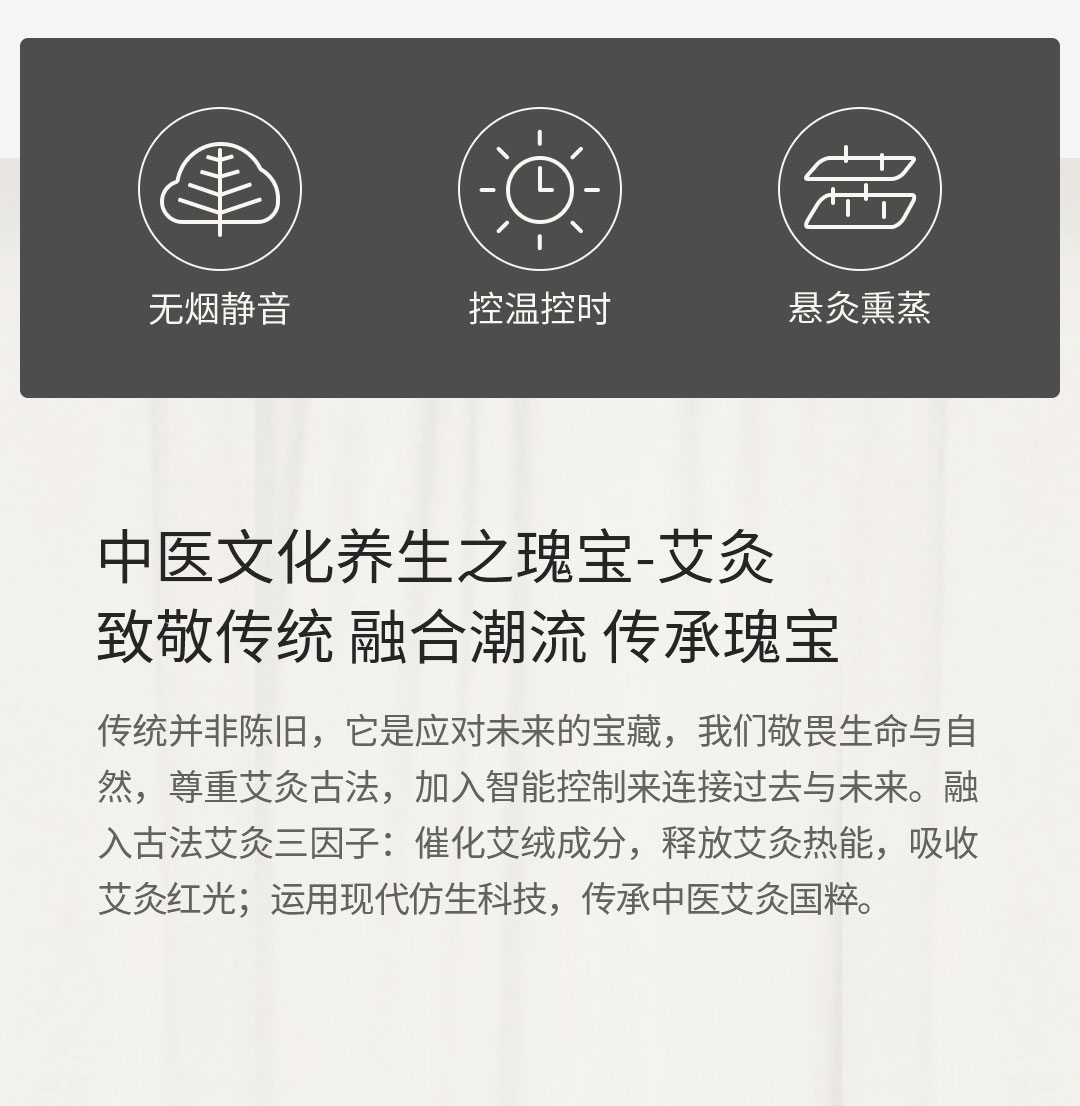 无烟静音
控温控时
悬灸熏蒸
中医文化养生之瑰宝-艾灸
致敬传统 融合潮流 传承瑰宝
传统并非陈旧，它是应对未来的宝藏，我们敬畏生命与自
然，尊重艾灸古法，加入智能控制来连接过去与未来。融
入古法艾灸三因子：催化艾绒成分，释放艾灸热能，吸收
艾灸红光；运用现代仿生科技，传承中医艾灸国粹。